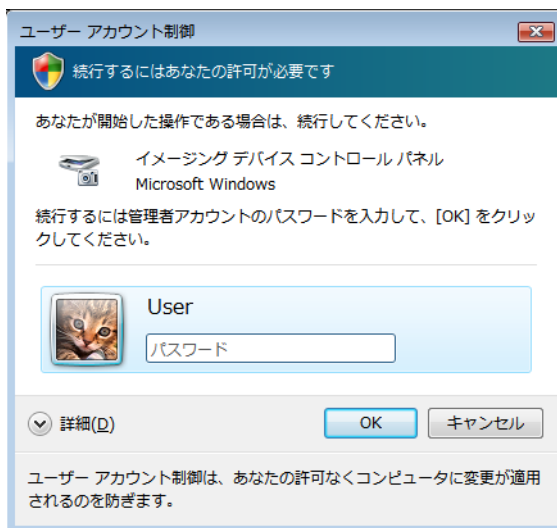 ユーザー アカウント制御
続行するにはあなたの許可が必要です
あなたが開始した操作である場合は、続行してください。
イメージング デバイス コントロール パネル
Microsoft Windows
続行するには管理者アカウントのパスワードを入力して、[OK] をクリッ
クしてください。
User
パスワード
詳細(D)
OK
キャンセル
ユーザー アカウント制御は、あなたの許可なくコンピュータに変更が適用
されるのを防ぎます。